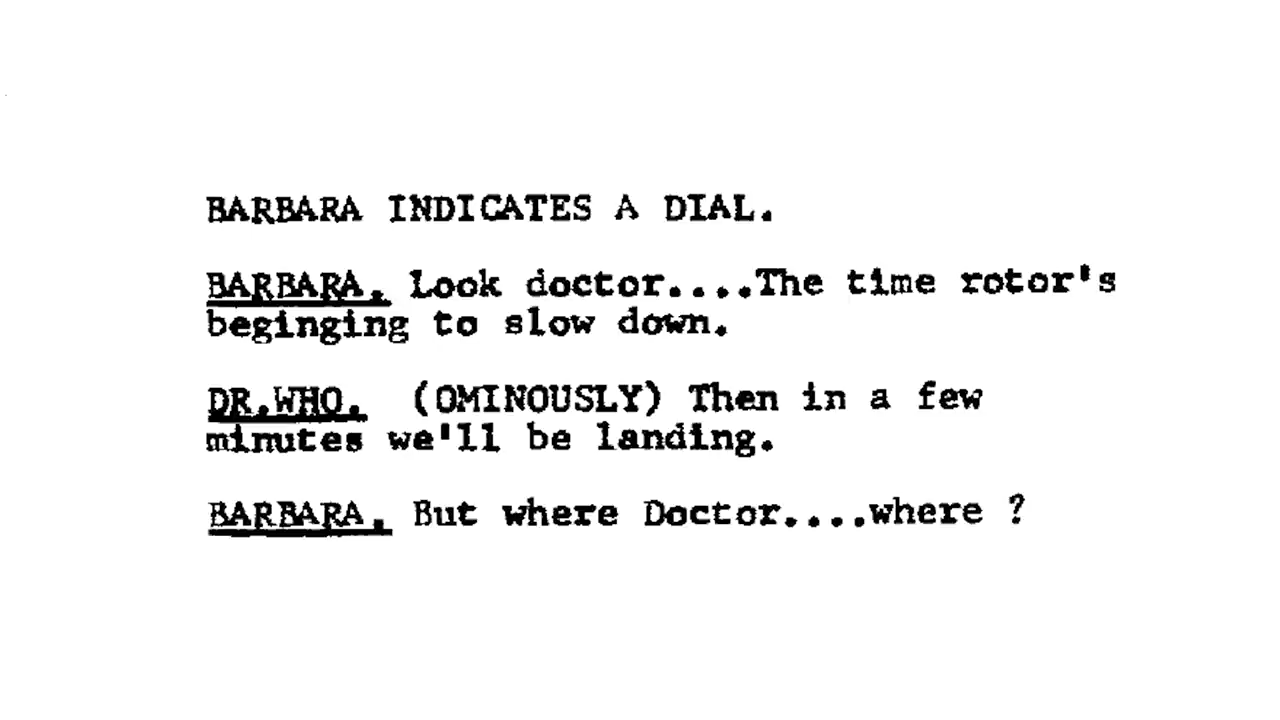 BARBARA INDICATES A DIAL.
BARBARA. Look doctor....The time rotor's
beginging to slow down.
DR.WHO. (OMINOUSLY) Then in a few
minutes we'll be landing.
BARBARA. But where Doctor....where ?